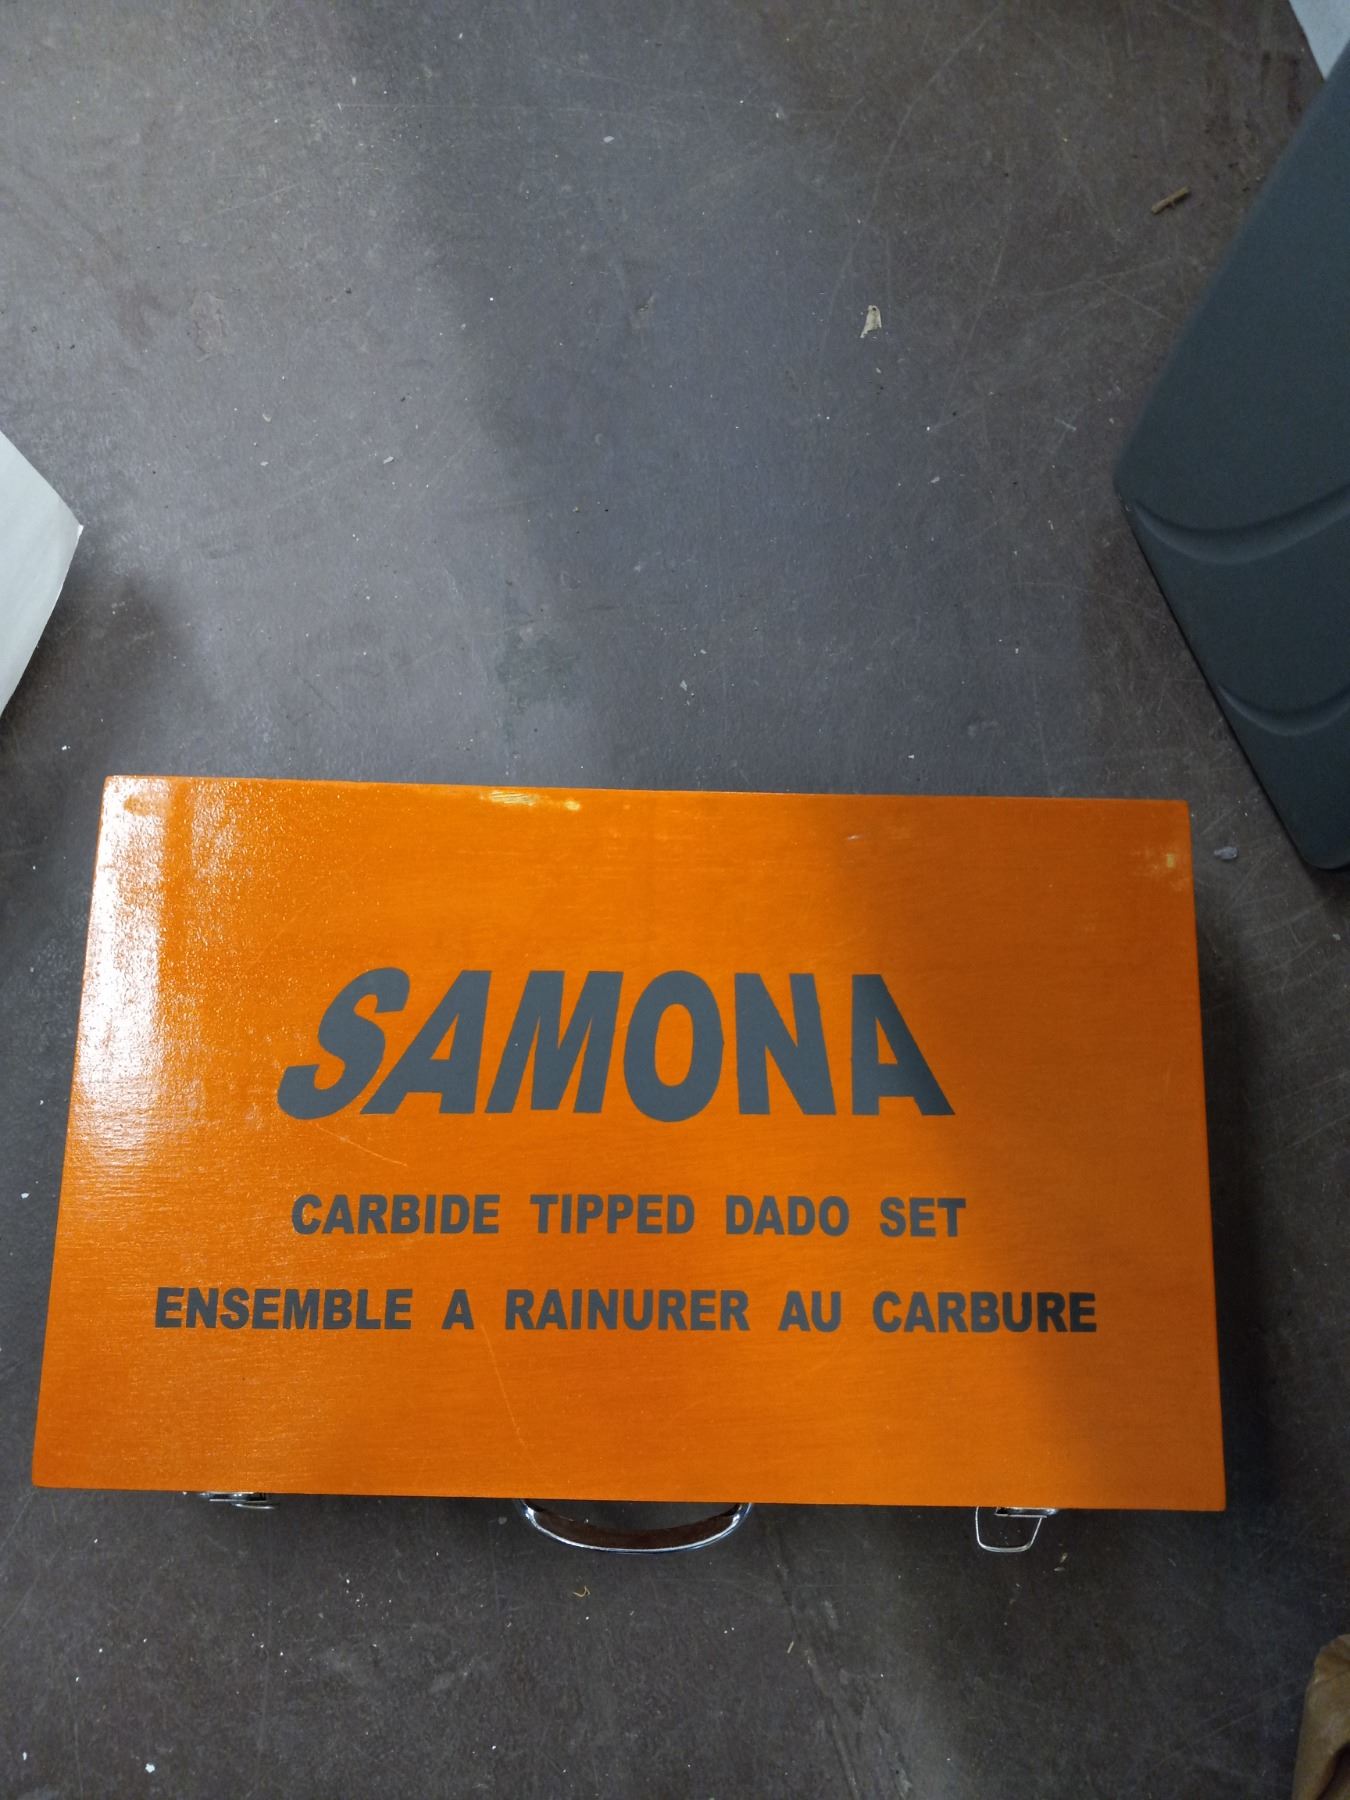 SAMONA
CARBIDE TIPPED DADO SET
ENSEMBLE A RAINURER AU CARBURE